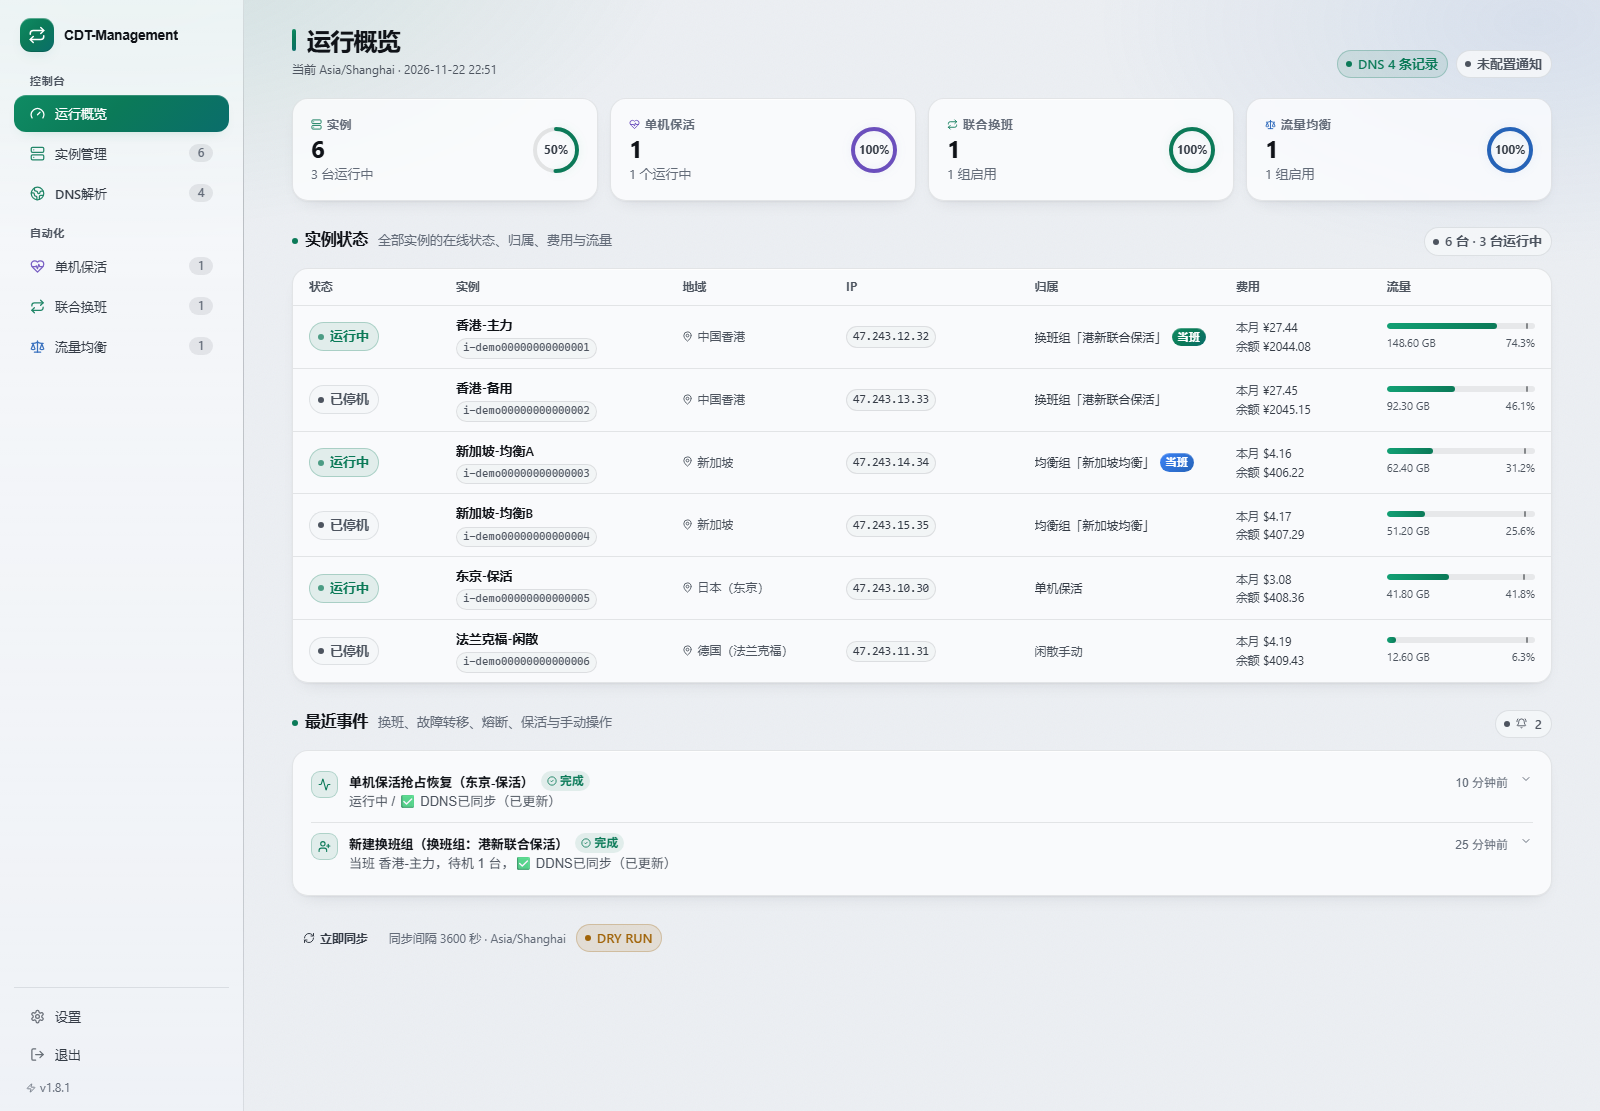 CDT-Management
控制台
运行概览
实例管理 6
DNS解析 4
自动化
单机保活 1
联合换班 1
流量均衡 1
设置
退出
v1.8.1
运行概览
当前 Asia/Shanghai · 2026-11-22 22:51
DNS 4 条记录
未配置通知
实例
6
3 台运行中
50%
单机保活
1
1 个运行中
100%
联合换班
1
1 组启用
100%
流量均衡
1
1 组启用
100%
实例状态 全部实例的在线状态、归属、费用与流量
6 台 · 3 台运行中
状态 实例 地域 IP 归属 费用 流量
运行中 香港-主力 i-demo00000000000001 中国香港 47.243.12.32 换班组「港新联合保活」 当班 本月 ¥27.44 余额 ¥2044.08 148.60 GB 74.3%
已停机 香港-备用 i-demo00000000000002 中国香港 47.243.13.33 换班组「港新联合保活」 本月 ¥27.45 余额 ¥2045.15 92.30 GB 46.1%
运行中 新加坡-均衡A i-demo00000000000003 新加坡 47.243.14.34 均衡组「新加坡均衡」 当班 本月 $4.16 余额 $406.22 62.40 GB 31.2%
已停机 新加坡-均衡B i-demo00000000000004 新加坡 47.243.15.35 均衡组「新加坡均衡」 本月 $4.17 余额 $407.29 51.20 GB 25.6%
运行中 东京-保活 i-demo00000000000005 日本（东京） 47.243.10.30 单机保活 本月 $3.08 余额 $408.36 41.80 GB 41.8%
已停机 法兰克福-闲散 i-demo00000000000006 德国（法兰克福） 47.243.11.31 闲散手动 本月 $4.19 余额 $409.43 12.60 GB 6.3%
最近事件 换班、故障转移、熔断、保活与手动操作
2
单机保活抢占恢复（东京-保活） 完成
运行中 / ✅ DDNS已同步（已更新）
10 分钟前
新建换班组（换班组：港新联合保活） 完成
当班 香港-主力，待机 1 台，✅ DDNS已同步（已更新）
25 分钟前
立即同步 同步间隔 3600 秒 · Asia/Shanghai DRY RUN